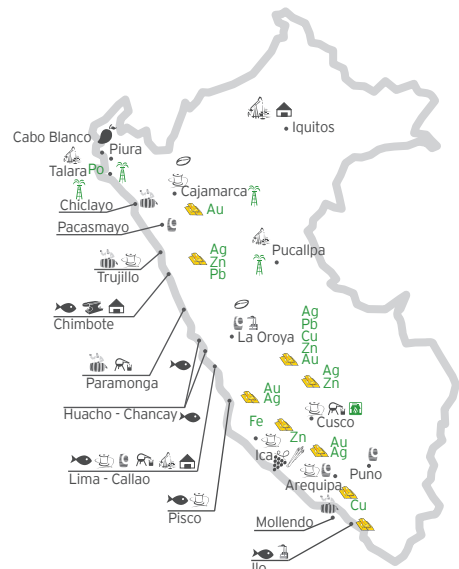 Iquitos
Cabo Blanco
Piura
Talara
Po
Cajamarca
Chiclayo
Au
Pacasmayo
Pucallpa
Ag
Zn
Pb
Trujillo
Chimbote
Ag
Pb
Cu
Zn
Au
La Oroya
Ag
Zn
Paramonga
Au
Ag
Huacho - Chancay
Fe
Cusco
Zn
Ica
Au
Ag
Lima - Callao
Puno
Arequipa
Pisco
Cu
Mollendo
Ilo